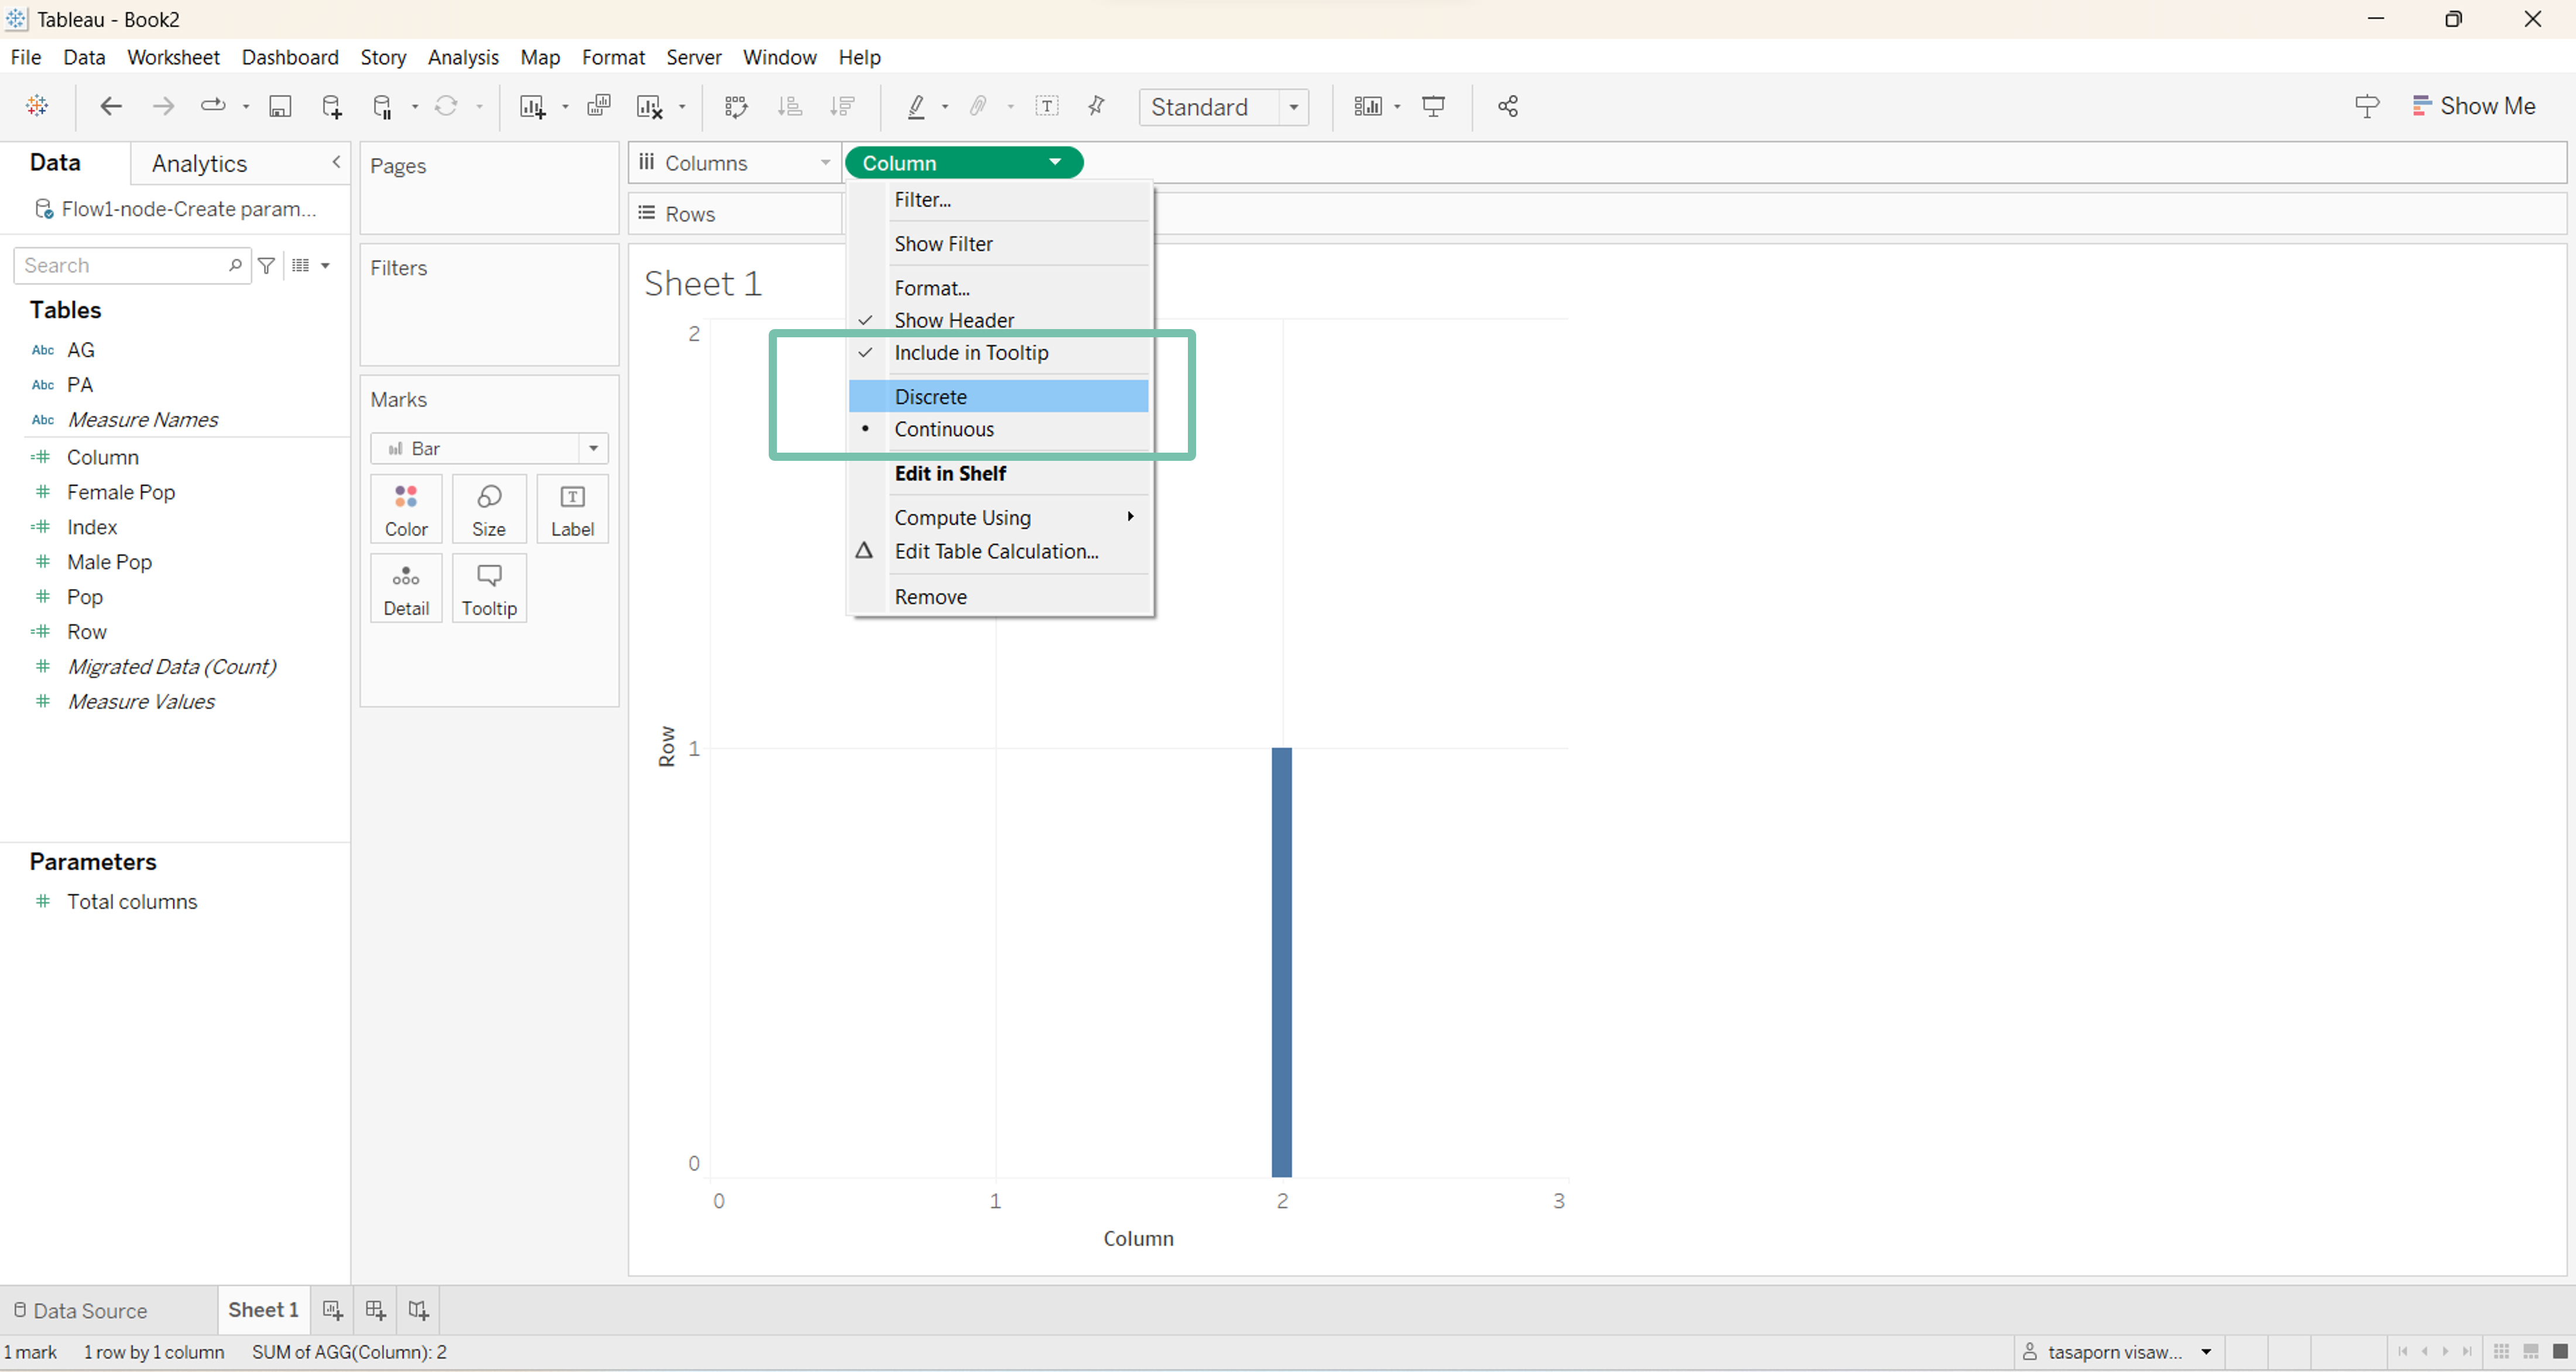 Tableau - Book2
File Data Worksheet Dashboard Story Analysis Map Format Server Window Help
Standard
Show Me
Data
Analytics
Flow1-node-Create param...
Search
Tables
Abc AG
Abc PA
Abc Measure Names
Column
Female Pop
Index
Male Pop
Pop
Row
Migrated Data (Count)
Measure Values
Parameters
Total columns
Pages
Filters
Marks
Bar
Color Size Label
Detail Tooltip
Columns
Column
Rows
Filter...
Show Filter
Format...
Show Header
Include in Tooltip
Discrete
Continuous
Edit in Shelf
Compute Using
Edit Table Calculation...
Remove
Sheet 1
2
1
0
Row
0 1 2 3
Column
Data Source Sheet 1
1 mark 1 row by 1 column SUM of AGG(Column): 2
tasaporn visaw...